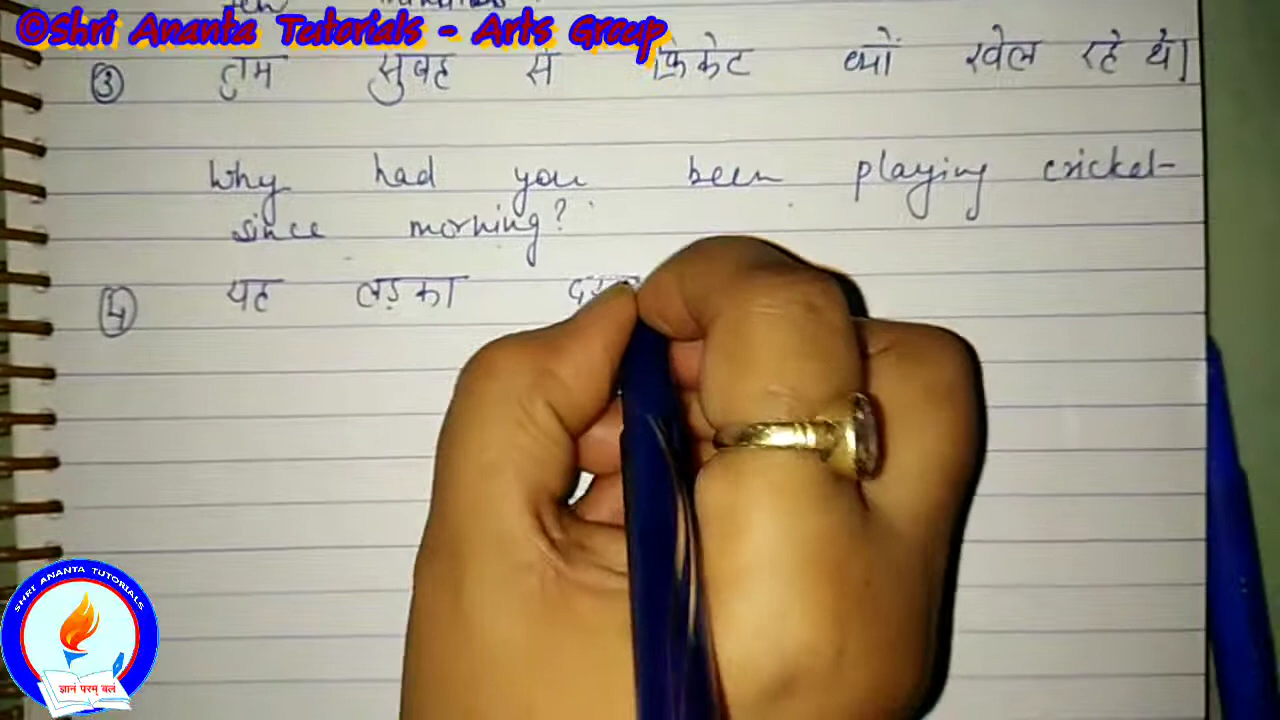 ©Shri Ananta Tutorials - Arts Group
③ तुम सुबह से क्रिकेट क्यों खेल रहे थे।
Why had you been playing cricket
since morning?
④ यह लड़का
SHRI ANANTA TUTORIALS
ज्ञानं परमं बलं